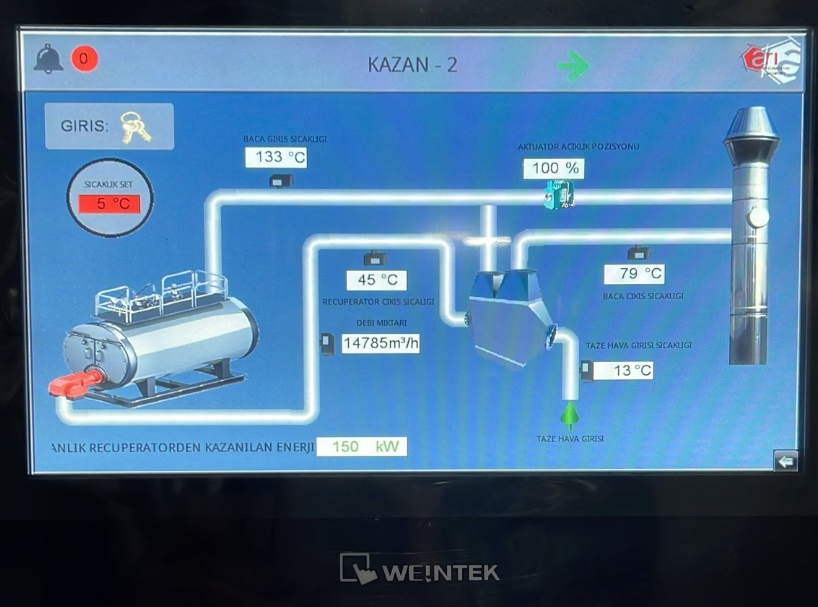 0
KAZAN - 2
GIRIS:
BACA GIRIS SICAKLIGI
133 °C
AKTUATOR ACIKLIK POZISYONU
100 %
SICAKLIK SET
5 °C
45 °C
RECUPERATOR CIKIS SICALIGI
79 °C
BACA CIKIS SICAKLIGI
DEBI MIKTARI
14785m³/h
TAZE HAVA GIRISI SICAKLIGI
13 °C
TAZE HAVA GIRISI
ANLIK RECUPERATORDEN KAZANILAN ENERJI
150 kW
WEINTEK